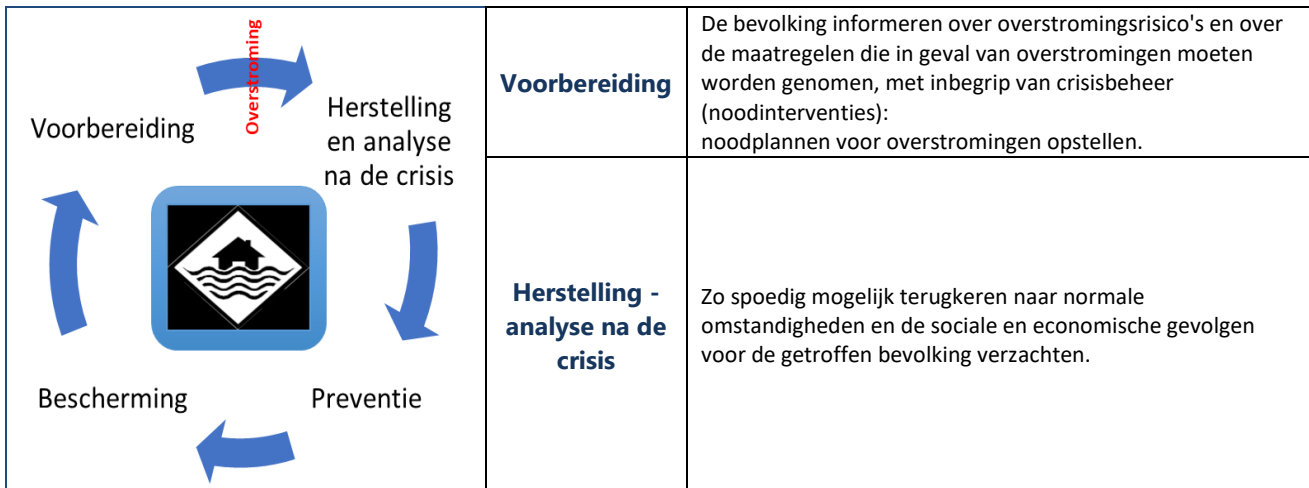 Overstroming
Voorbereiding
Herstelling
en analyse
na de crisis
Bescherming
Preventie
Voorbereiding
De bevolking informeren over overstromingsrisico's en over
de maatregelen die in geval van overstromingen moeten
worden genomen, met inbegrip van crisisbeheer
(noodinterventies):
noodplannen voor overstromingen opstellen.
Herstelling -
analyse na de
crisis
Zo spoedig mogelijk terugkeren naar normale
omstandigheden en de sociale en economische gevolgen
voor de getroffen bevolking verzachten.